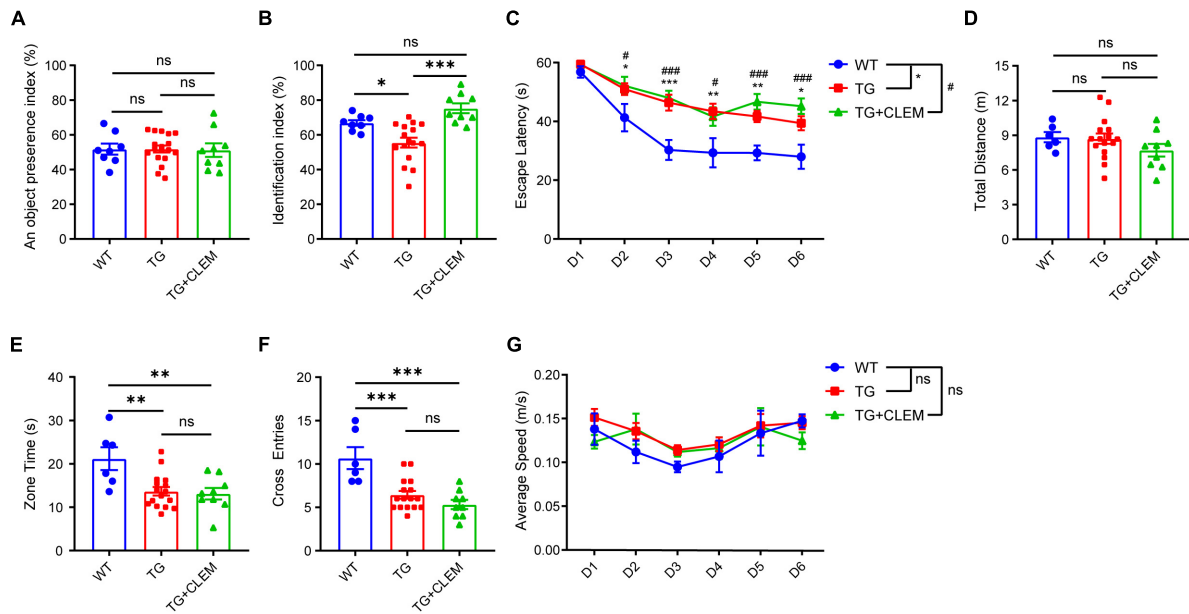 A
An object preserence index (%)
100
80
60
40
20
0
ns
ns
ns
WT
TG
TG+CLEM
B
Identification index (%)
100
80
60
40
20
0
ns
***
*
WT
TG
TG+CLEM
C
Escape Latency (s)
60
40
20
0
#
*
###
***
#
**
###
**
###
*
D1
D2
D3
D4
D5
D6
WT
TG
TG+CLEM
*
#
D
Total Distance (m)
15
12
9
6
3
0
ns
ns
ns
WT
TG
TG+CLEM
E
Zone Time (s)
40
30
20
10
0
**
**
ns
WT
TG
TG+CLEM
F
Cross Entries
20
15
10
5
0
***
***
ns
WT
TG
TG+CLEM
G
Average Speed (m/s)
0.20
0.15
0.10
0.05
0.00
D1
D2
D3
D4
D5
D6
WT
TG
TG+CLEM
ns
ns